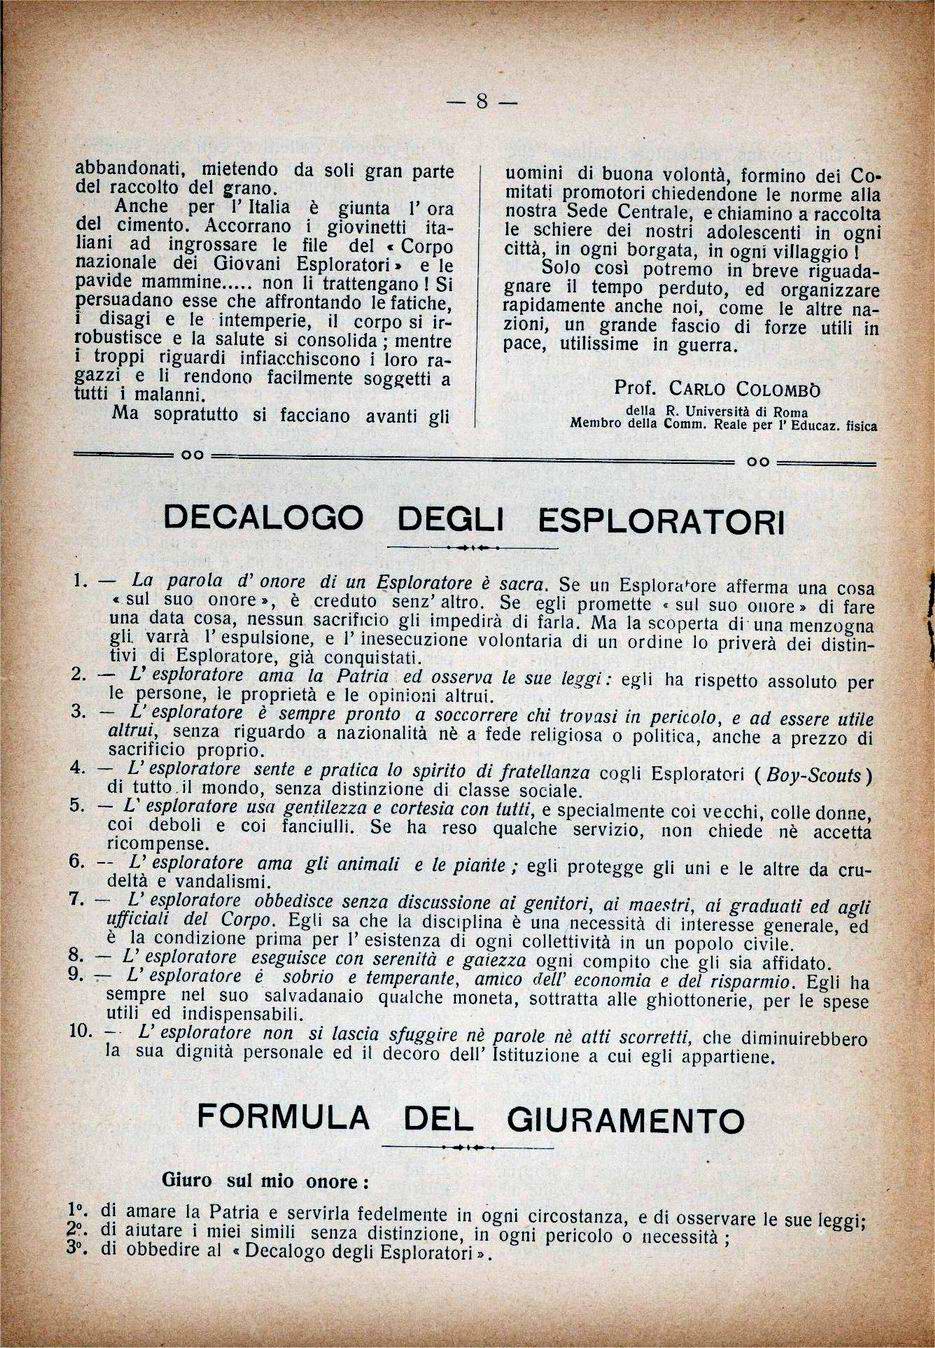 — 8 —
abbandonati, mietendo da soli gran parte
del raccolto del grano.
Anche per l' Italia è giunta l' ora
del cimento. Accorrano i giovinetti ita-
liani ad ingrossare le file del « Corpo
nazionale dei Giovani Esploratori » e le
pavide mammine..... non li trattengano ! Si
persuadano esse che affrontando le fatiche,
i disagi e le intemperie, il corpo si ir-
robustisce e la salute si consolida ; mentre
i troppi riguardi infiacchiscono i loro ra-
gazzi e li rendono facilmente soggetti a
tutti i malanni.
Ma sopratutto si facciano avanti gli
uomini di buona volontà, formino dei Co-
mitati promotori chiedendone le norme alla
nostra Sede Centrale, e chiamino a raccolta
le schiere dei nostri adolescenti in ogni
città, in ogni borgata, in ogni villaggio !
Solo così potremo in breve riguada-
gnare il tempo perduto, ed organizzare
rapidamente anche noi, come le altre na-
zioni, un grande fascio di forze utili in
pace, utilissime in guerra.
Prof. CARLO COLOMBÒ
della R. Università di Roma
Membro della Comm. Reale per l' Educaz. fisica
DECALOGO DEGLI ESPLORATORI
1. — La parola d' onore di un Esploratore è sacra. Se un Esploratore afferma una cosa
« sul suo onore », è creduto senz' altro. Se egli promette « sul suo onore » di fare
una data cosa, nessun sacrificio gli impedirà di farla. Ma la scoperta di una menzogna
gli varrà l' espulsione, e l' inesecuzione volontaria di un ordine lo priverà dei distin-
tivi di Esploratore, già conquistati.
2. — L' esploratore ama la Patria ed osserva le sue leggi : egli ha rispetto assoluto per
le persone, le proprietà e le opinioni altrui.
3. — L' esploratore è sempre pronto a soccorrere chi trovasi in pericolo, e ad essere utile
altrui, senza riguardo a nazionalità nè a fede religiosa o politica, anche a prezzo di
sacrificio proprio.
4. — L' esploratore sente e pratica lo spirito di fratellanza cogli Esploratori ( Boy-Scouts )
di tutto il mondo, senza distinzione di classe sociale.
5. — L' esploratore usa gentilezza e cortesia con tutti, e specialmente coi vecchi, colle donne,
coi deboli e coi fanciulli. Se ha reso qualche servizio, non chiede nè accetta
ricompense.
6. -- L' esploratore ama gli animali e le piante ; egli protegge gli uni e le altre da cru-
deltà e vandalismi.
7. — L' esploratore obbedisce senza discussione ai genitori, ai maestri, ai graduati ed agli
ufficiali del Corpo. Egli sa che la disciplina è una necessità di interesse generale, ed
è la condizione prima per l' esistenza di ogni collettività in un popolo civile.
8. — L' esploratore eseguisce con serenità e gaiezza ogni compito che gli sia affidato.
9. — L' esploratore è sobrio e temperante, amico dell' economia e del risparmio. Egli ha
sempre nel suo salvadanaio qualche moneta, sottratta alle ghiottonerie, per le spese
utili ed indispensabili.
10. — L' esploratore non si lascia sfuggire nè parole nè atti scorretti, che diminuirebbero
la sua dignità personale ed il decoro dell' Istituzione a cui egli appartiene.
FORMULA DEL GIURAMENTO
Giuro sul mio onore :
1º. di amare la Patria e servirla fedelmente in ogni circostanza, e di osservare le sue leggi;
2º. di aiutare i miei simili senza distinzione, in ogni pericolo o necessità ;
3º. di obbedire al « Decalogo degli Esploratori ».